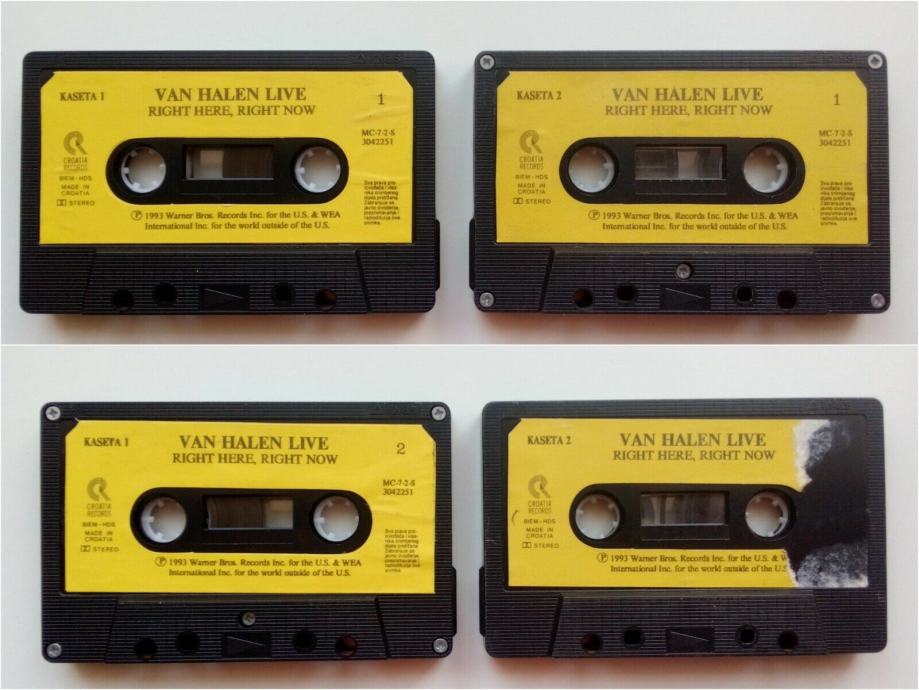 KASETA 1
VAN HALEN LIVE
1
RIGHT HERE, RIGHT NOW
MC-7-2-S
3042251
CROATIA
RECORDS
BIEM - HDS
MADE IN
CROATIA
STEREO
Ⓟ 1993 Warner Bros. Records Inc. for the U.S. & WEA
International Inc. for the world outside of the U.S.
KASETA 2
VAN HALEN LIVE
1
RIGHT HERE, RIGHT NOW
MC-7-2-S
3042251
CROATIA
RECORDS
BIEM - HDS
MADE IN
CROATIA
STEREO
Ⓟ 1993 Warner Bros. Records Inc. for the U.S. & WEA
International Inc. for the world outside of the U.S.
KASETA 1
VAN HALEN LIVE
2
RIGHT HERE, RIGHT NOW
MC-7-2-S
3042251
CROATIA
RECORDS
BIEM - HDS
MADE IN
CROATIA
STEREO
Ⓟ 1993 Warner Bros. Records Inc. for the U.S. & WEA
International Inc. for the world outside of the U.S.
KASETA 2
VAN HALEN LIVE
RIGHT HERE, RIGHT NOW
CROATIA
RECORDS
BIEM - HDS
MADE IN
CROATIA
STEREO
Ⓟ 1993 Warner Bros. Records Inc. for the U.S. &
International Inc. for the world outside of the U.S.